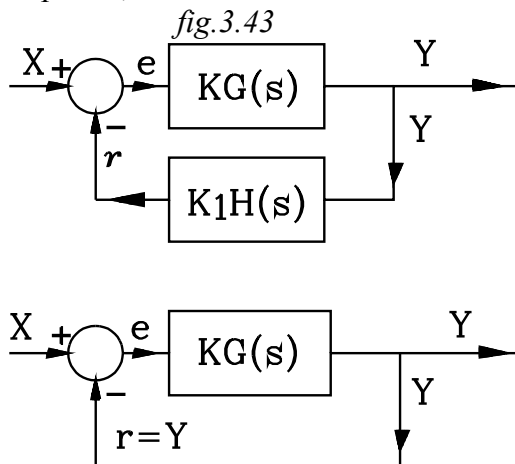 fig.3.43
X + e KG(s) Y
− Y
r K1H(s)
X + e KG(s) Y
− Y
r=Y